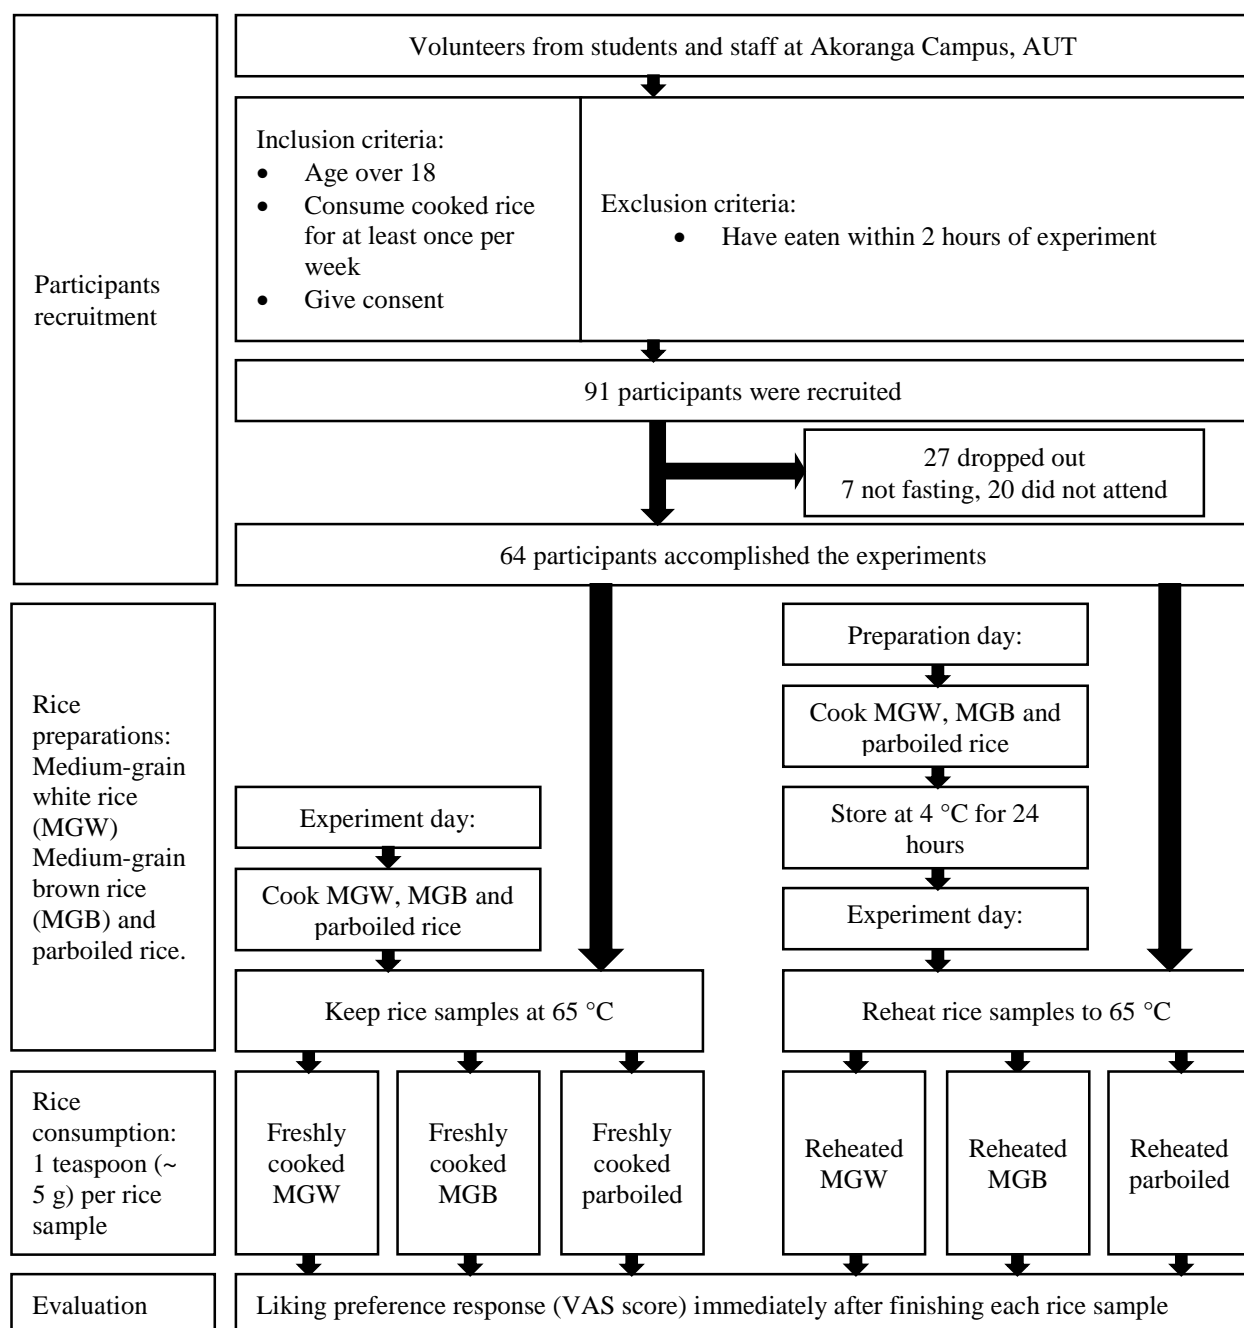 Volunteers from students and staff at Akoranga Campus, AUT
Participants
recruitment
Inclusion criteria:
• Age over 18
• Consume cooked rice
for at least once per
week
• Give consent
Exclusion criteria:
• Have eaten within 2 hours of experiment
91 participants were recruited
27 dropped out
7 not fasting, 20 did not attend
64 participants accomplished the experiments
Rice
preparations:
Medium-grain
white rice
(MGW)
Medium-grain
brown rice
(MGB) and
parboiled rice.
Experiment day:
Cook MGW, MGB and
parboiled rice
Keep rice samples at 65 °C
Preparation day:
Cook MGW, MGB and
parboiled rice
Store at 4 °C for 24
hours
Experiment day:
Reheat rice samples to 65 °C
Rice
consumption:
1 teaspoon (~
5 g) per rice
sample
Freshly
cooked
MGW
Freshly
cooked
MGB
Freshly
cooked
parboiled
Reheated
MGW
Reheated
MGB
Reheated
parboiled
Evaluation
Liking preference response (VAS score) immediately after finishing each rice sample